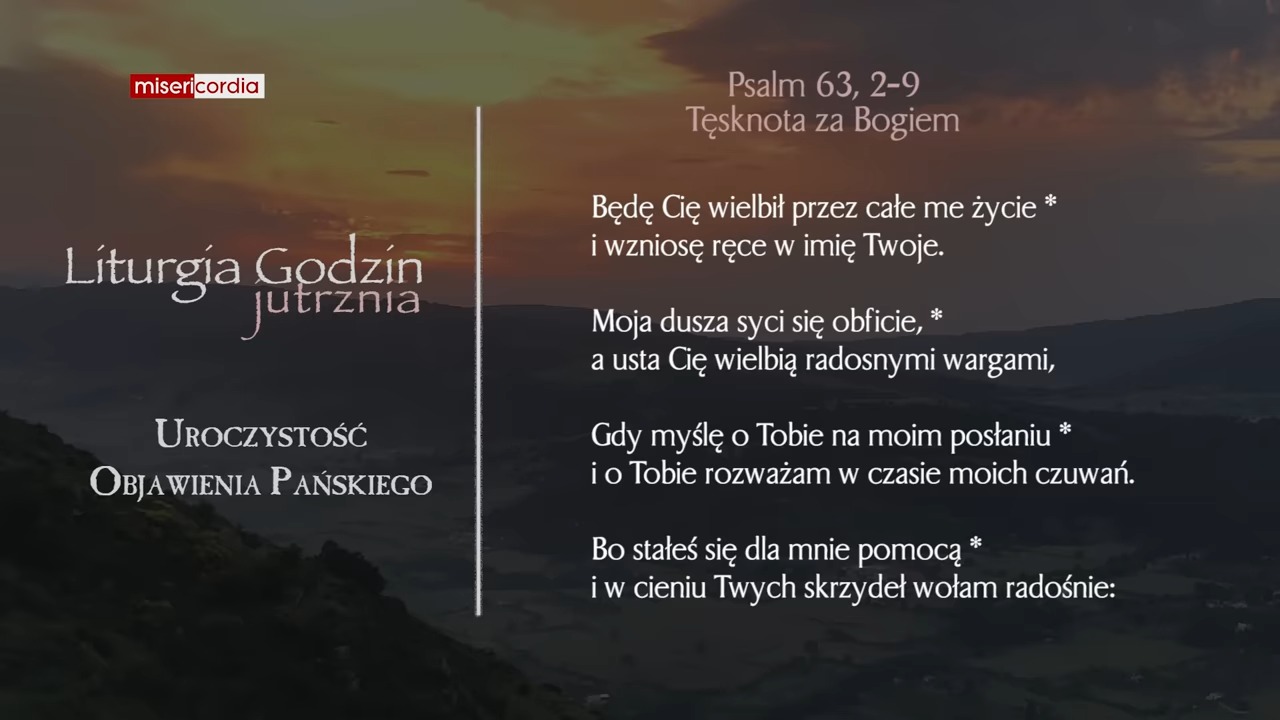 misericordia
Liturgia Godzin
jutrznia
Uroczystość
Objawienia Pańskiego
Psalm 63, 2-9
Tęsknota za Bogiem
Będę Cię wielbił przez całe me życie *
i wzniosę ręce w imię Twoje.
Moja dusza syci się obficie, *
a usta Cię wielbią radosnymi wargami,
Gdy myślę o Tobie na moim posłaniu *
i o Tobie rozważam w czasie moich czuwań.
Bo stałeś się dla mnie pomocą *
i w cieniu Twych skrzydeł wołam radośnie: